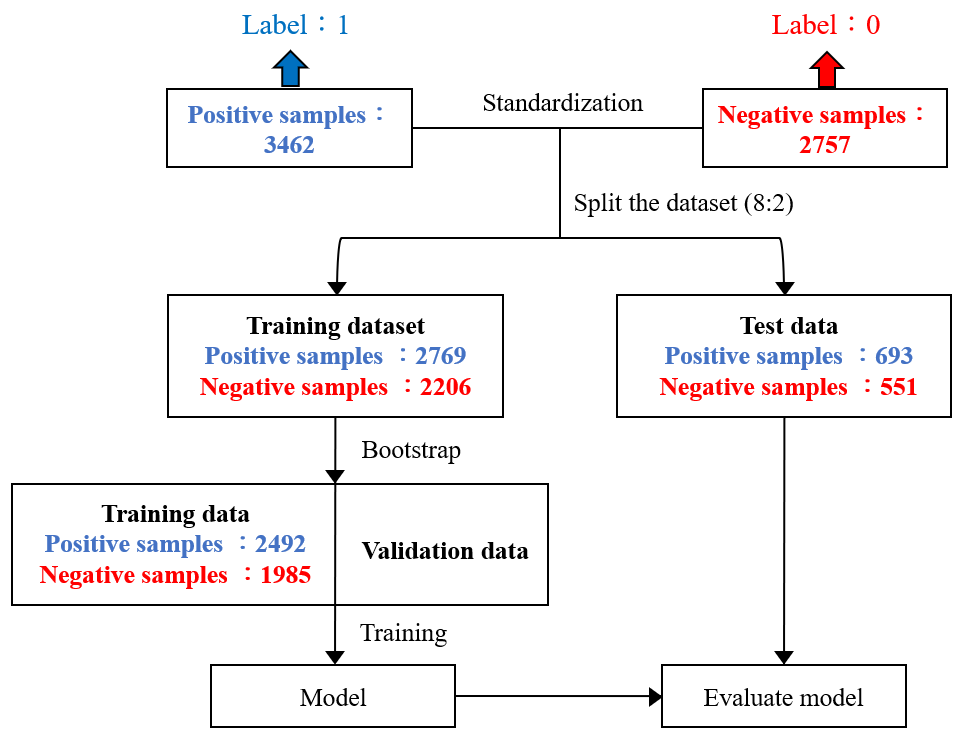 Label：1
Label：0
Positive samples：
3462
Standardization
Negative samples：
2757
Split the dataset (8:2)
Training dataset
Positive samples ：2769
Negative samples ：2206
Test data
Positive samples ：693
Negative samples ：551
Bootstrap
Training data
Positive samples ：2492
Negative samples ：1985
Validation data
Training
Model
Evaluate model